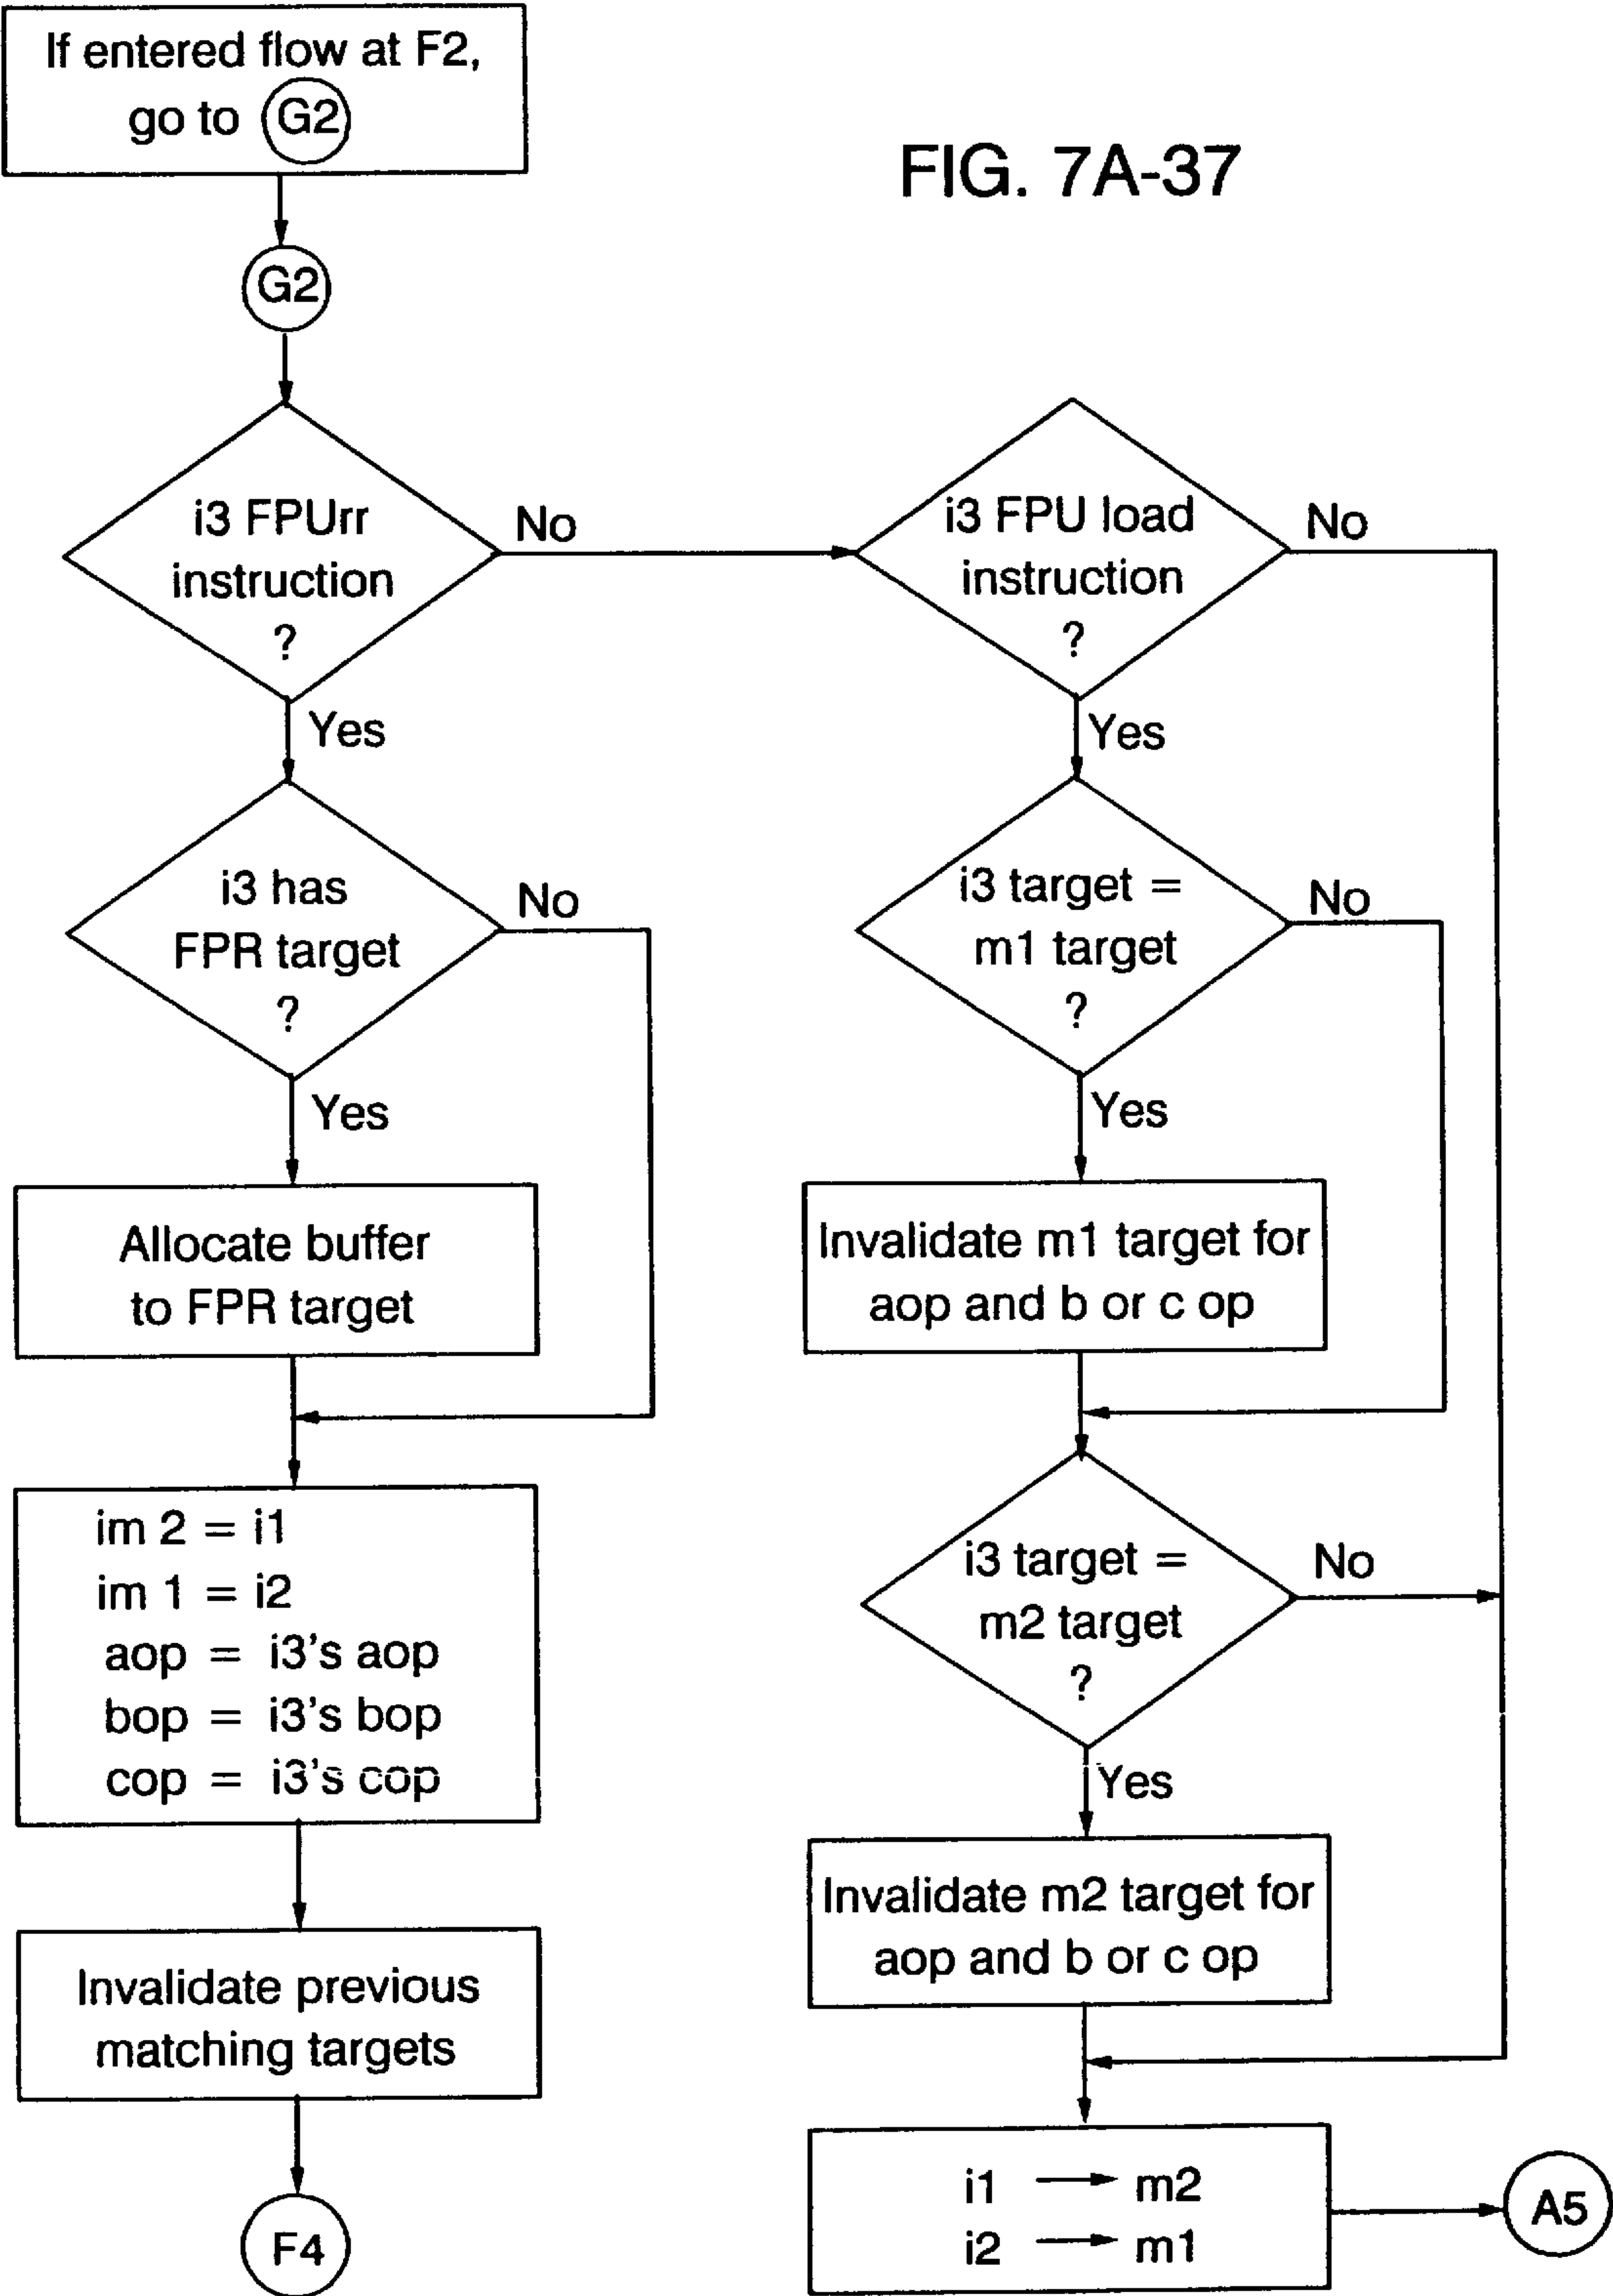 If entered flow at F2,
go to G2
FIG. 7A-37
G2
i3 FPUrr
instruction
?
No
Yes
i3 FPU load
instruction
?
No
Yes
i3 has
FPR target
?
No
Yes
i3 target =
m1 target
?
No
Yes
Allocate buffer
to FPR target
Invalidate m1 target for
aop and b or c op
im 2 = i1
im 1 = i2
aop = i3's aop
bop = i3's bop
cop = i3's cop
i3 target =
m2 target
?
No
Yes
Invalidate previous
matching targets
Invalidate m2 target for
aop and b or c op
F4
i1 → m2
i2 → m1
A5